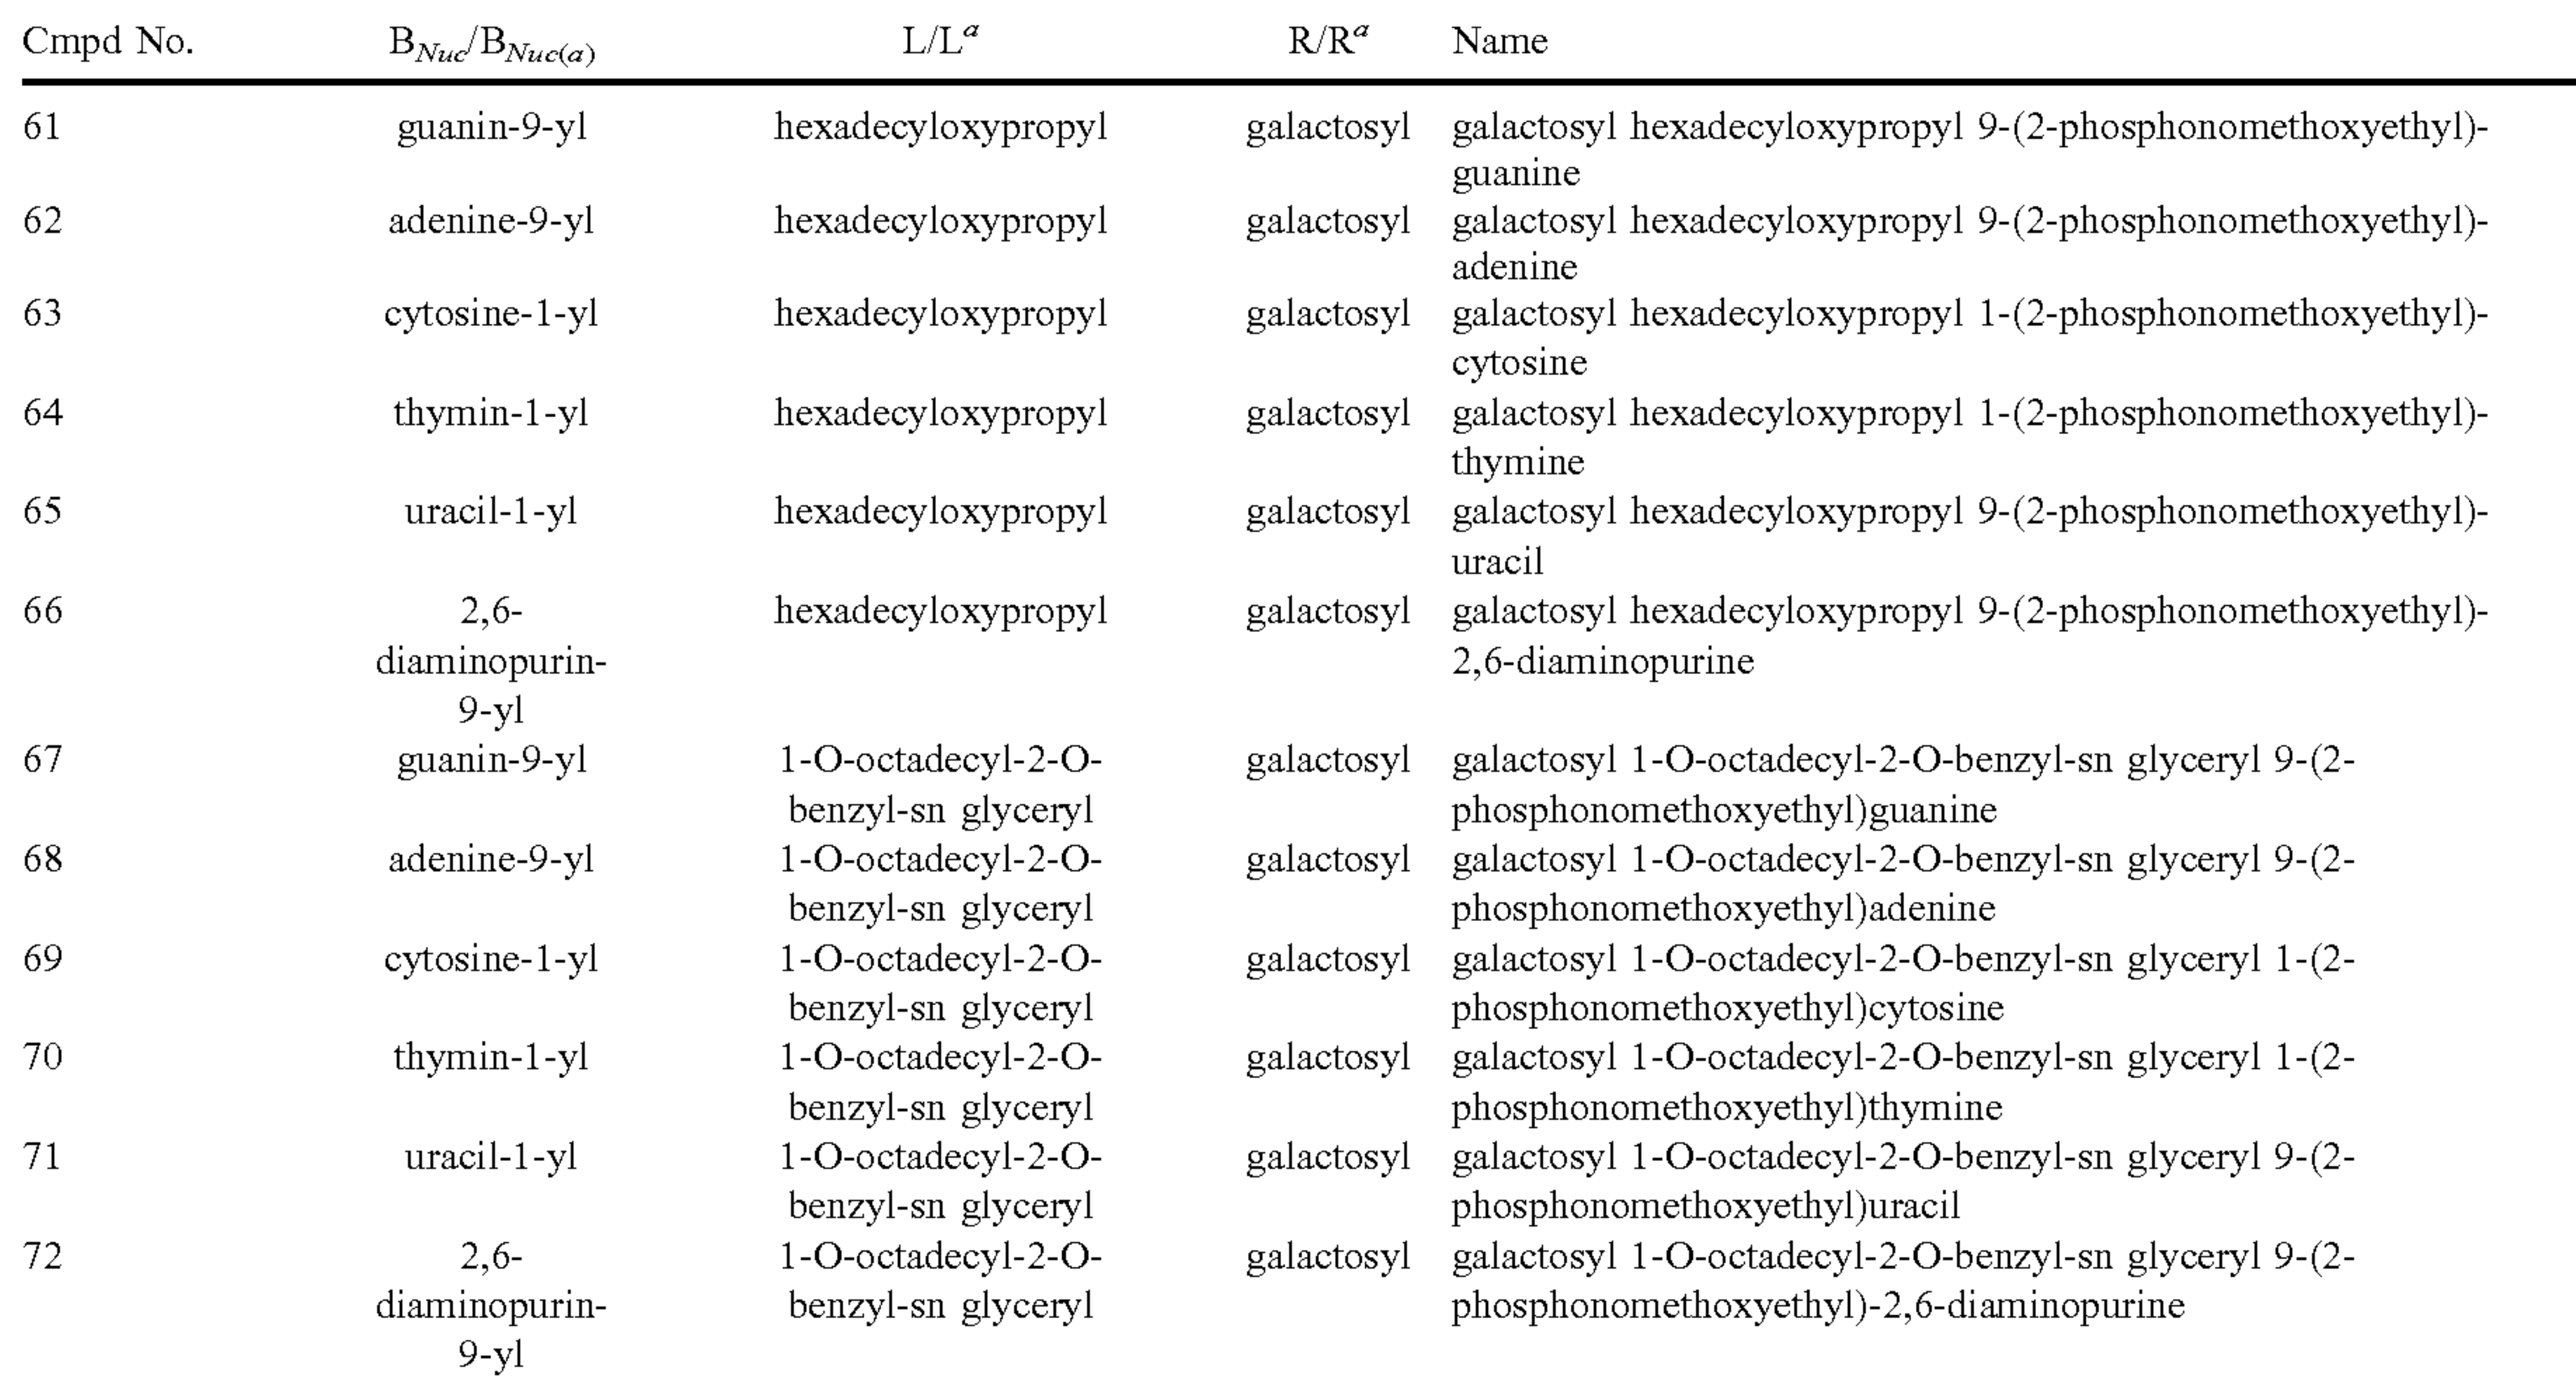 Cmpd No. B_Nuc/B_Nuc(a) L/L^a R/R^a Name
61 guanin-9-yl hexadecyloxypropyl galactosyl galactosyl hexadecyloxypropyl 9-(2-phosphonomethoxyethyl)-
guanine
62 adenine-9-yl hexadecyloxypropyl galactosyl galactosyl hexadecyloxypropyl 9-(2-phosphonomethoxyethyl)-
adenine
63 cytosine-1-yl hexadecyloxypropyl galactosyl galactosyl hexadecyloxypropyl 1-(2-phosphonomethoxyethyl)-
cytosine
64 thymin-1-yl hexadecyloxypropyl galactosyl galactosyl hexadecyloxypropyl 1-(2-phosphonomethoxyethyl)-
thymine
65 uracil-1-yl hexadecyloxypropyl galactosyl galactosyl hexadecyloxypropyl 9-(2-phosphonomethoxyethyl)-
uracil
66 2,6- hexadecyloxypropyl galactosyl galactosyl hexadecyloxypropyl 9-(2-phosphonomethoxyethyl)-
diaminopurin- 2,6-diaminopurine
9-yl
67 guanin-9-yl 1-O-octadecyl-2-O- galactosyl galactosyl 1-O-octadecyl-2-O-benzyl-sn glyceryl 9-(2-
benzyl-sn glyceryl phosphonomethoxyethyl)guanine
68 adenine-9-yl 1-O-octadecyl-2-O- galactosyl galactosyl 1-O-octadecyl-2-O-benzyl-sn glyceryl 9-(2-
benzyl-sn glyceryl phosphonomethoxyethyl)adenine
69 cytosine-1-yl 1-O-octadecyl-2-O- galactosyl galactosyl 1-O-octadecyl-2-O-benzyl-sn glyceryl 1-(2-
benzyl-sn glyceryl phosphonomethoxyethyl)cytosine
70 thymin-1-yl 1-O-octadecyl-2-O- galactosyl galactosyl 1-O-octadecyl-2-O-benzyl-sn glyceryl 1-(2-
benzyl-sn glyceryl phosphonomethoxyethyl)thymine
71 uracil-1-yl 1-O-octadecyl-2-O- galactosyl galactosyl 1-O-octadecyl-2-O-benzyl-sn glyceryl 9-(2-
benzyl-sn glyceryl phosphonomethoxyethyl)uracil
72 2,6- 1-O-octadecyl-2-O- galactosyl galactosyl 1-O-octadecyl-2-O-benzyl-sn glyceryl 9-(2-
diaminopurin- benzyl-sn glyceryl phosphonomethoxyethyl)-2,6-diaminopurine
9-yl